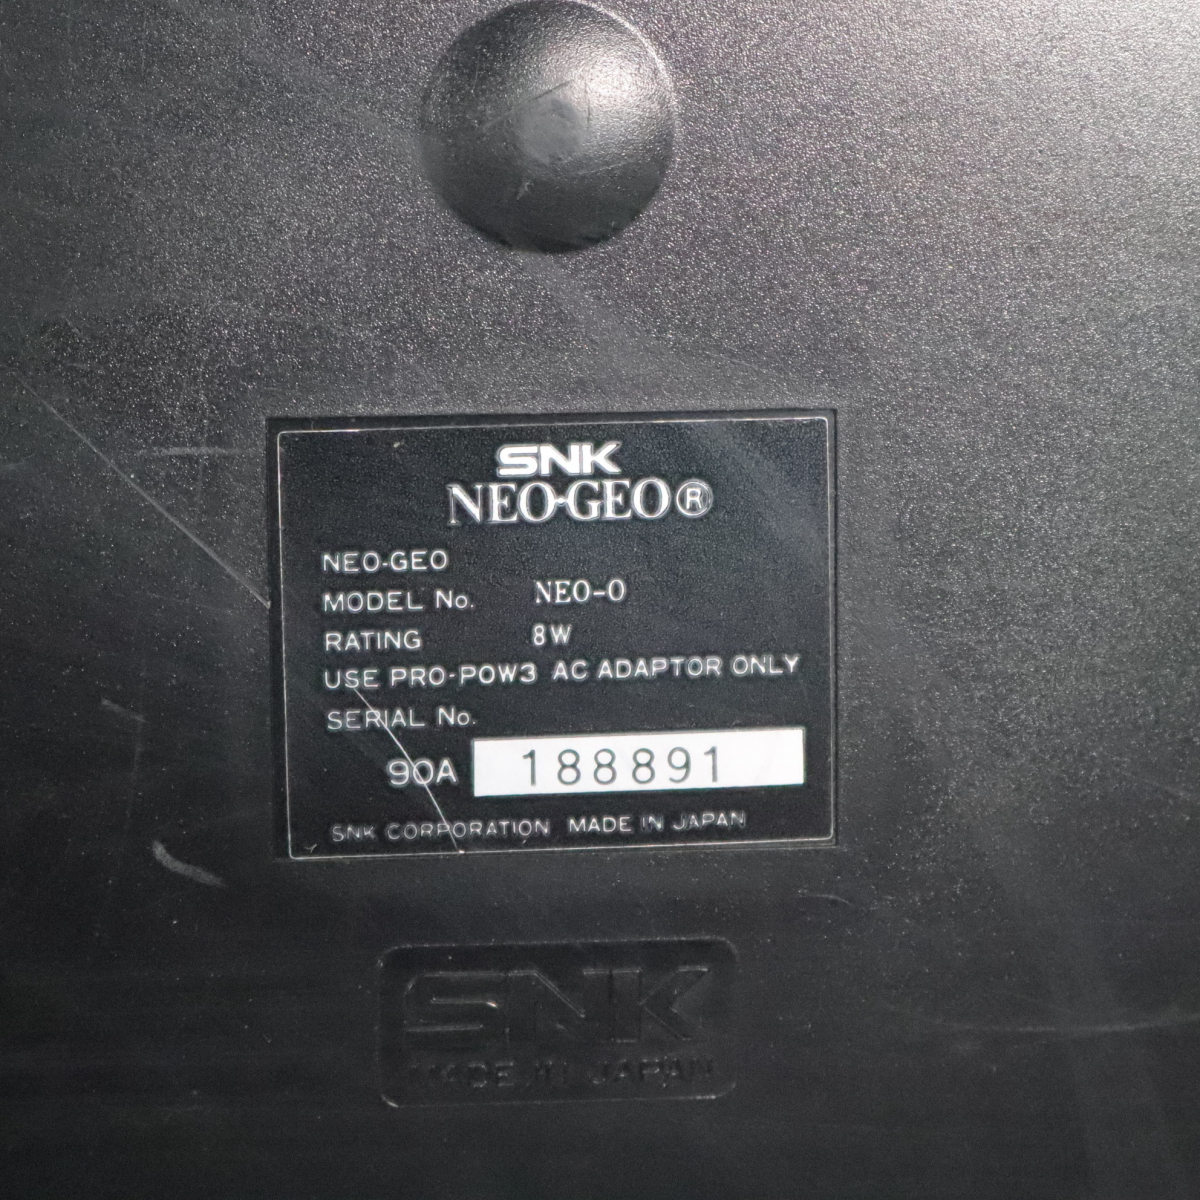 SNK
NEO·GEO®
NEO-GEO
MODEL No. NEO-0
RATING 8W
USE PRO-POW3 AC ADAPTOR ONLY
SERIAL No.
90A 188891
SNK CORPORATION MADE IN JAPAN
SNK
MADE IN JAPAN